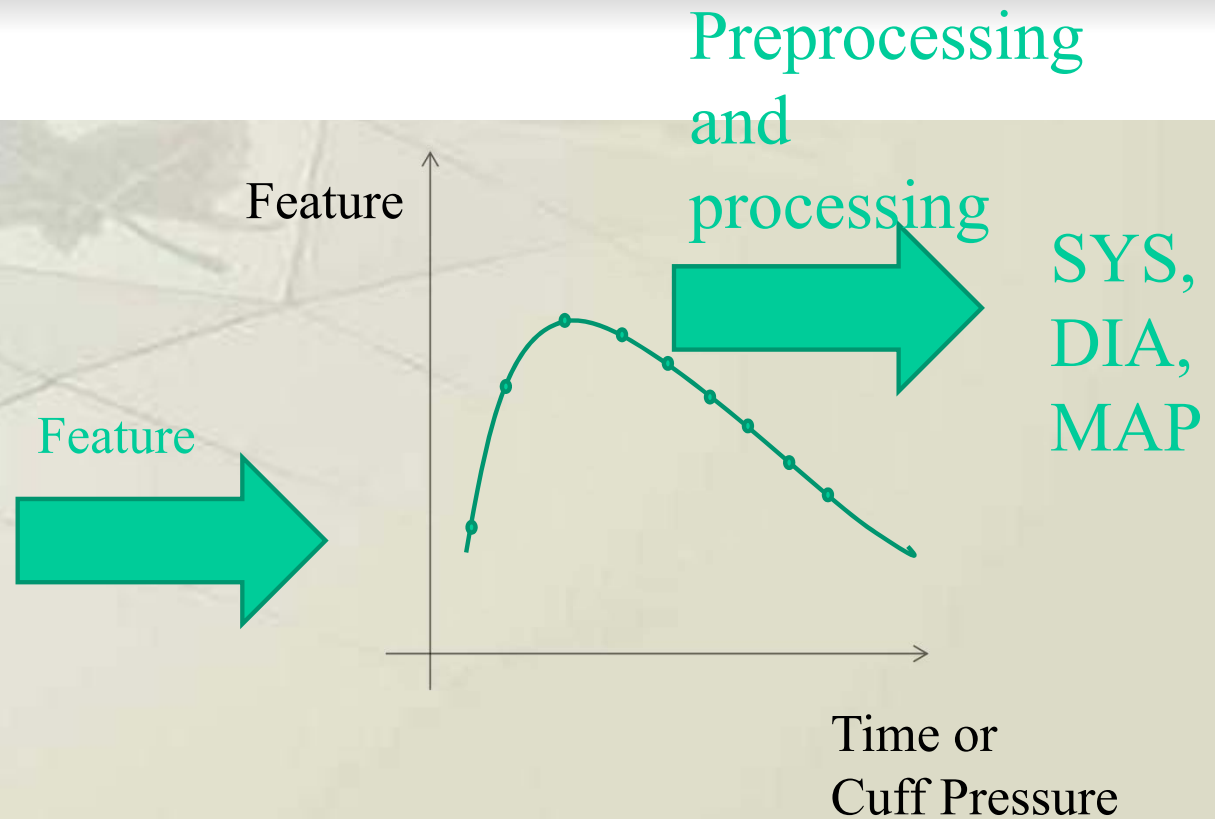 Preprocessing
and
processing
Feature
SYS,
DIA,
MAP
Feature
Time or
Cuff Pressure